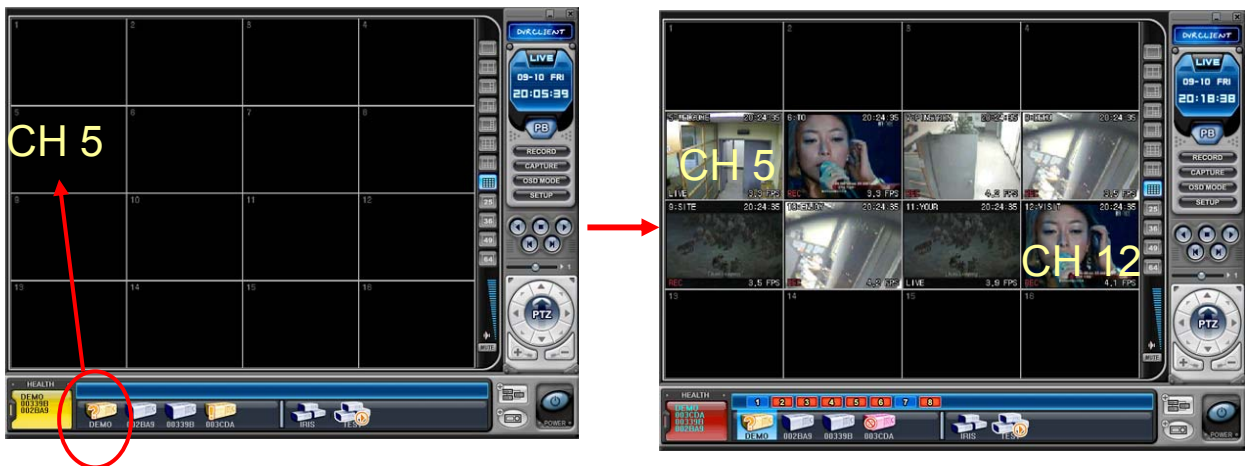 1 2 3 4
DVRCLIENT
LIVE
09-10 FRI
20:05:39
5 6 7 8
CH 5
PB
RECORD
CAPTURE
OSD MODE
SETUP
9 10 11 12
25
36
49
64
1
13 14 15 16
PTZ
MUTE
HEALTH
DEMO
00339B
002BA9
DEMO 002BA9 00339B 003CDA IRIS TEST
POWER
1 2 3 4
DVRCLIENT
LIVE
09-10 FRI
20:18:38
20:24:35 6:TO 20:24:35 20:24:35
CH 5
LIVE 3,9 FPS REC 3,9 FPS REC 4,2 FPS REC 3,5 FPS
PB
RECORD
CAPTURE
OSD MODE
SETUP
9:SITE 20:24:35 20:24:35 11:YOUR 20:24:35 12:VISIT 20:24:35
CH 12
REC 3,5 FPS REC 4,2 FPS LIVE 3,9 FPS REC 4,1 FPS
25
36
49
64
1
13 14 15 16
PTZ
MUTE
HEALTH
DEMO
003CDA
00339B
002BA9
1 2 3 4 5 6 7 8
DEMO 002BA9 00339B 003CDA IRIS TEST
POWER